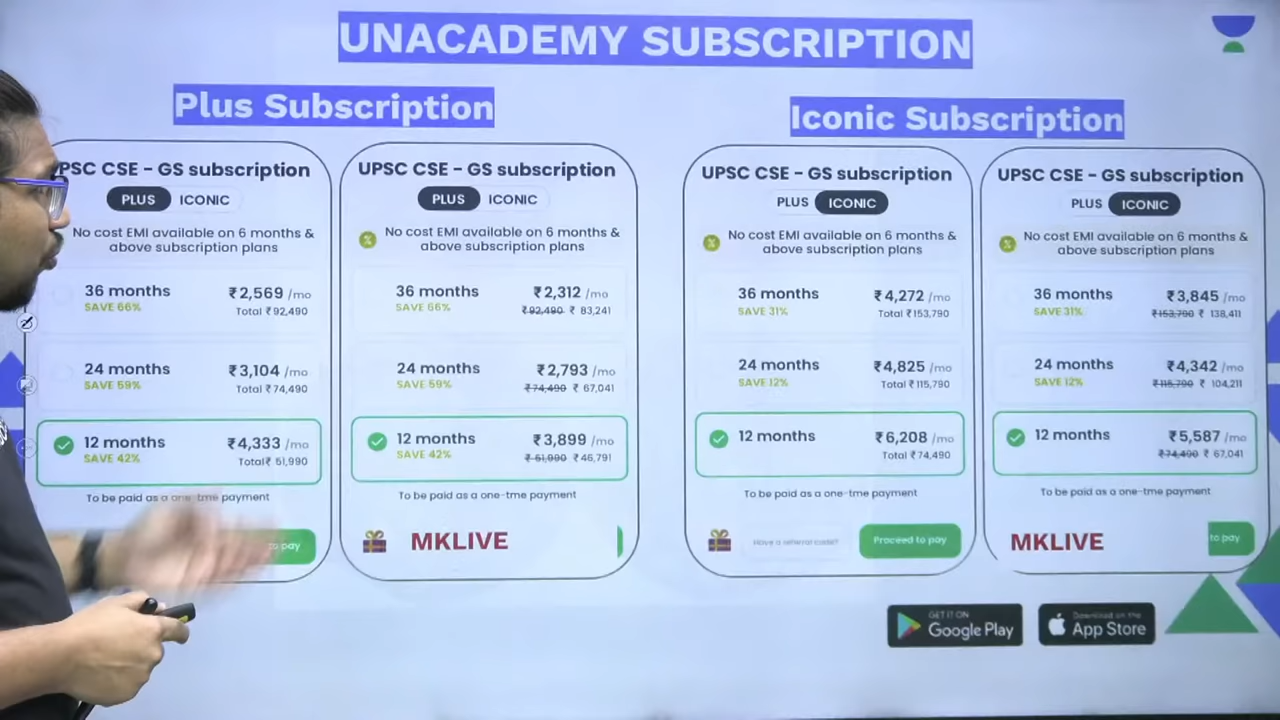 UNACADEMY SUBSCRIPTION
Plus Subscription
PSC CSE - GS subscription
PLUS ICONIC
No cost EMI available on 6 months &
above subscription plans
36 months ₹2,569 /mo
SAVE 66% Total ₹92,490
24 months ₹3,104 /mo
SAVE 59% Total ₹74,490
12 months ₹4,333 /mo
SAVE 42% Total₹ 51,990
To be paid as a one-tme payment
to pay
UPSC CSE - GS subscription
PLUS ICONIC
No cost EMI available on 6 months &
above subscription plans
36 months ₹2,312 /mo
SAVE 66% ₹92,490 ₹ 83,241
24 months ₹2,793 /mo
SAVE 59% ₹74,490 ₹ 67,041
12 months ₹3,899 /mo
SAVE 42% ₹ 51,990 ₹ 46,791
To be paid as a one-tme payment
MKLIVE
Iconic Subscription
UPSC CSE - GS subscription
PLUS ICONIC
No cost EMI available on 6 months &
above subscription plans
36 months ₹4,272 /mo
SAVE 31% Total ₹153,790
24 months ₹4,825 /mo
SAVE 12% Total ₹115,790
12 months ₹6,208 /mo
Total ₹74,490
To be paid as a one-tme payment
Have a referral code? Proceed to pay
UPSC CSE - GS subscription
PLUS ICONIC
No cost EMI available on 6 months &
above subscription plans
36 months ₹3,845 /mo
SAVE 31% ₹153,790 ₹ 138,411
24 months ₹4,342 /mo
SAVE 12% ₹115,790 ₹ 104,211
12 months ₹5,587 /mo
₹74,490 ₹ 67,041
To be paid as a one-tme payment
MKLIVE to pay
GET IT ON
Google Play
Download on the
App Store